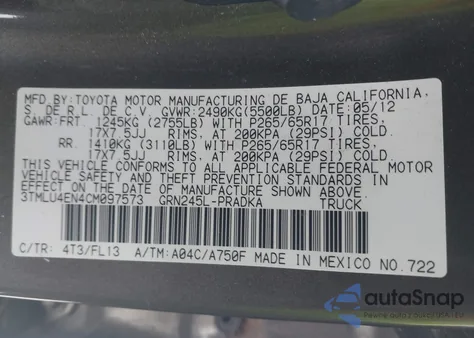 MFD.BY:TOYOTA MOTOR MANUFACTURING DE BAJA CALIFORNIA,
S. DE R.L. DE C.V. GVWR:2490KG(5500LB) DATE:05/12
GAWR:FRT. 1245KG (2755LB) WITH P265/65R17 TIRES,
17X7.5JJ RIMS, AT 200KPA (29PSI) COLD.
RR. 1410KG (3110LB) WITH P265/65R17 TIRES,
17X7.5JJ RIMS, AT 200KPA (29PSI) COLD.
THIS VEHICLE CONFORMS TO ALL APPLICABLE FEDERAL MOTOR
VEHICLE SAFETY AND THEFT PREVENTION STANDARDS IN
EFFECT ON THE DATE OF MANUFACTURE SHOWN ABOVE.
3TMLU4EN4CM097573 GRN245L-PRADKA TRUCK
C/TR: 4T3/FL13 A/TM:A04C/A750F MADE IN MEXICO NO.722
autoSnap